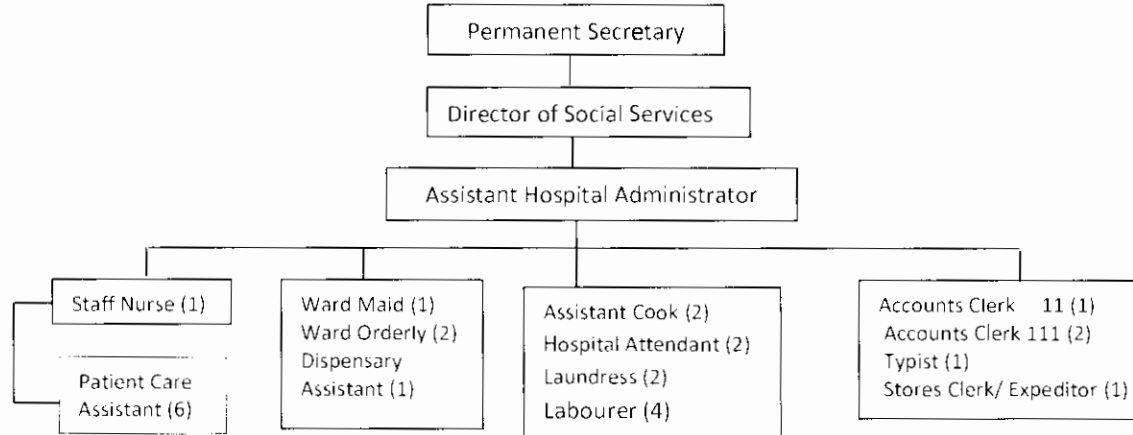 Permanent Secretary
Director of Social Services
Assistant Hospital Administrator
Staff Nurse (1)
Patient Care
Assistant (6)
Ward Maid (1)
Ward Orderly (2)
Dispensary
Assistant (1)
Assistant Cook (2)
Hospital Attendant (2)
Laundress (2)
Labourer (4)
Accounts Clerk 11 (1)
Accounts Clerk 111 (2)
Typist (1)
Stores Clerk/ Expeditor (1)